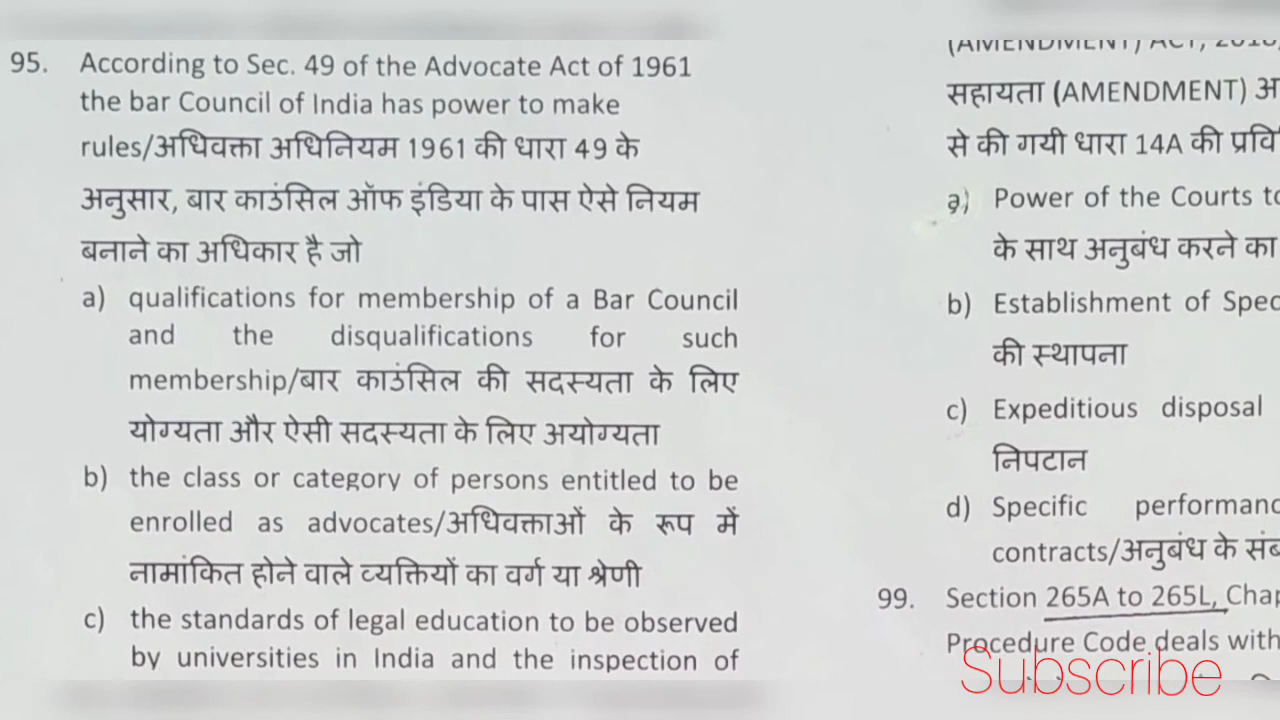 95. According to Sec. 49 of the Advocate Act of 1961
the bar Council of India has power to make
rules/अधिवक्ता अधिनियम 1961 की धारा 49 के
अनुसार, बार काउंसिल ऑफ इंडिया के पास ऐसे नियम
बनाने का अधिकार है जो
a) qualifications for membership of a Bar Council
and the disqualifications for such
membership/बार काउंसिल की सदस्यता के लिए
योग्यता और ऐसी सदस्यता के लिए अयोग्यता
b) the class or category of persons entitled to be
enrolled as advocates/अधिवक्ताओं के रूप में
नामांकित होने वाले व्यक्तियों का वर्ग या श्रेणी
c) the standards of legal education to be observed
by universities in India and the inspection of
(AMENDMENT) ACT,
सहायता (AMENDMENT)
से की गयी धारा 14A की
a) Power of the Courts
के साथ अनुबंध करने का
b) Establishment of
की स्थापना
c) Expeditious disposal
निपटान
d) Specific
contracts/अनुबंध के
99. Section 265A to 265L,
Procedure Code deals with
Subscribe